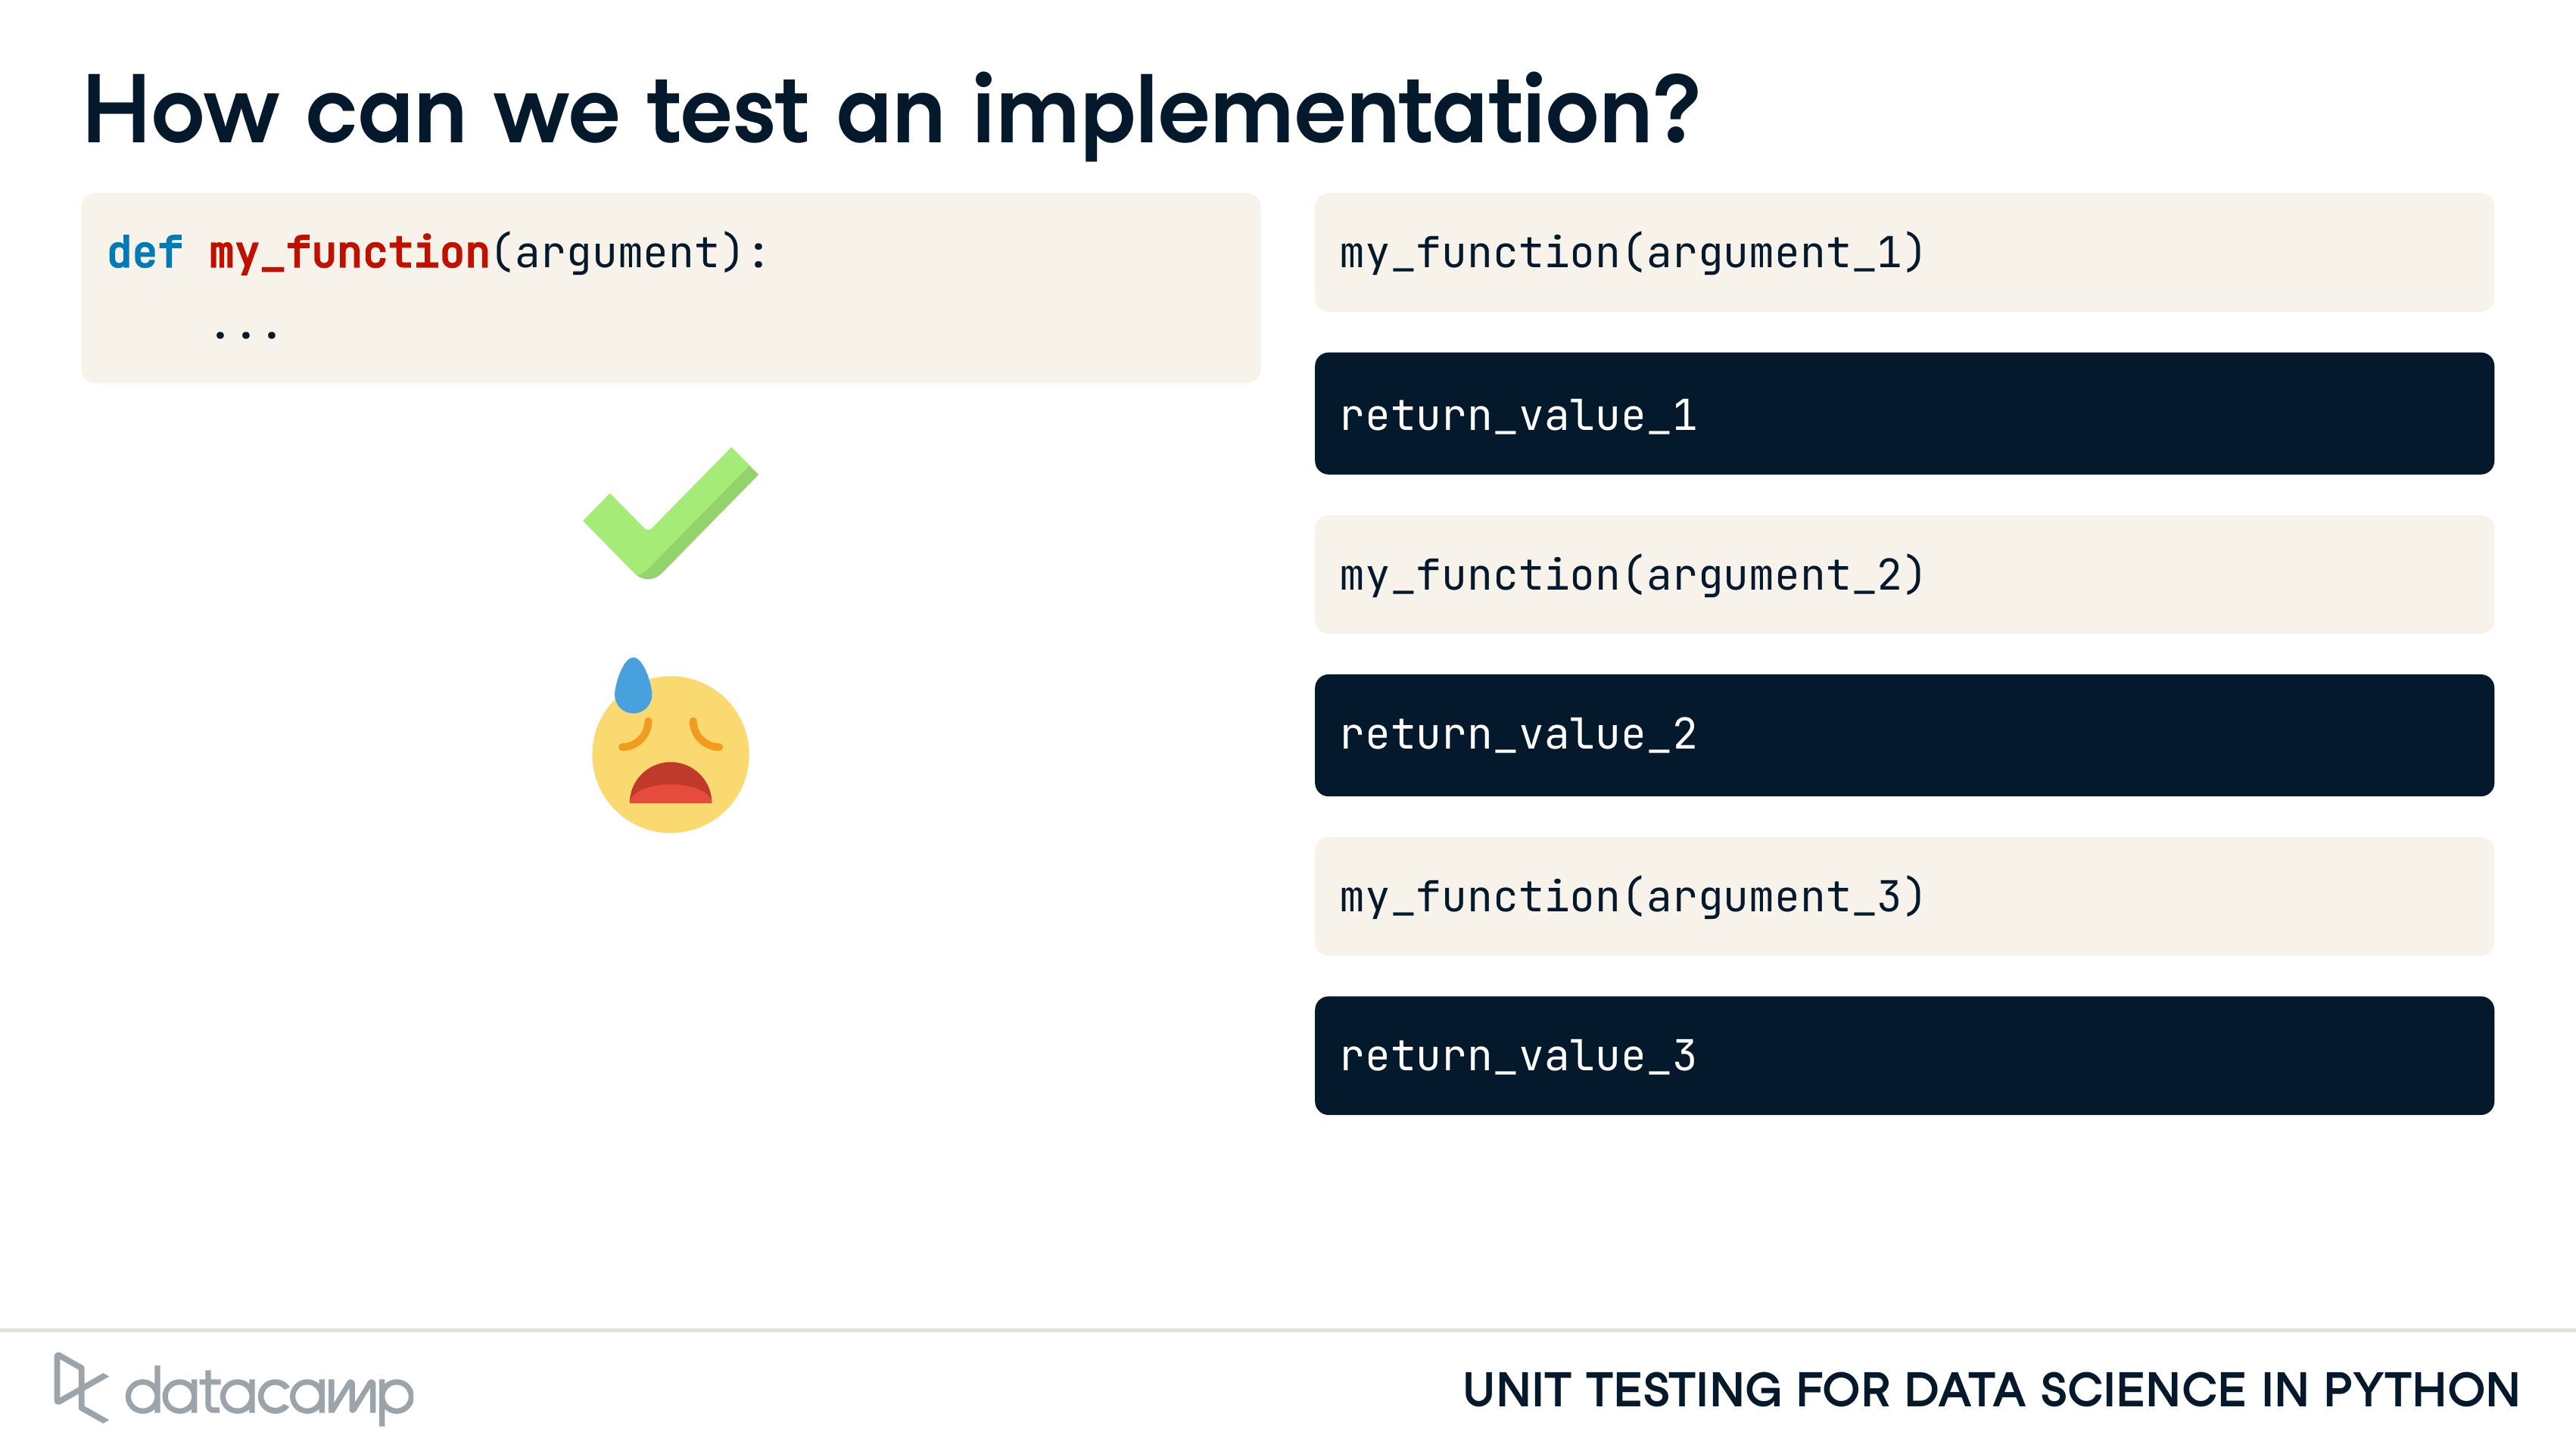 How can we test an implementation?
def my_function(argument):
    ...
my_function(argument_1)
return_value_1
my_function(argument_2)
return_value_2
my_function(argument_3)
return_value_3
datacamp
UNIT TESTING FOR DATA SCIENCE IN PYTHON